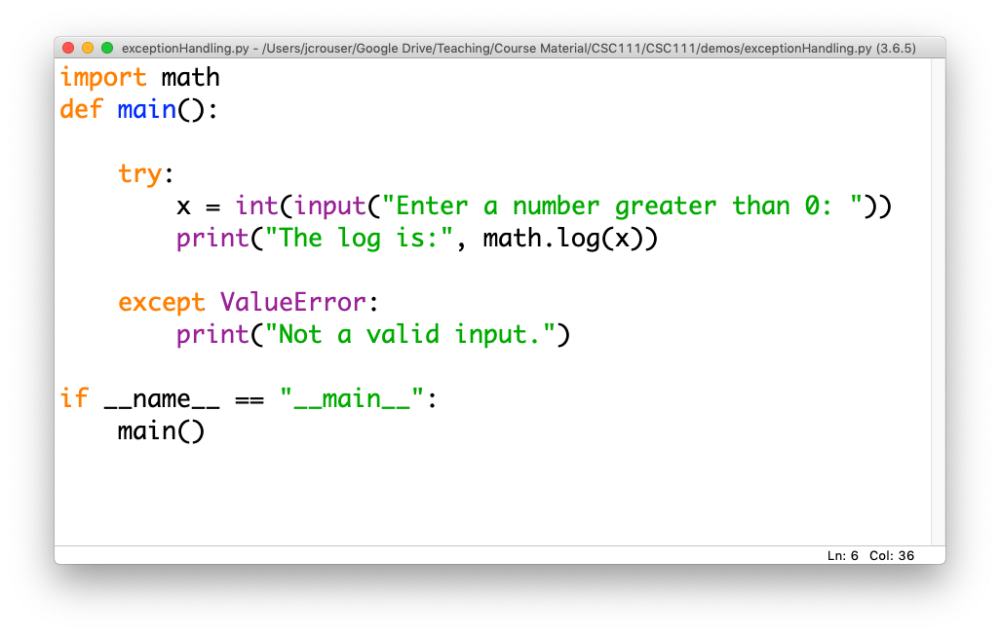 exceptionHandling.py - /Users/jcrouser/Google Drive/Teaching/Course Material/CSC111/CSC111/demos/exceptionHandling.py (3.6.5)
import math
def main():
    try:
        x = int(input("Enter a number greater than 0: "))
        print("The log is:", math.log(x))
    except ValueError:
        print("Not a valid input.")
if __name__ == "__main__":
    main()
Ln: 6 Col: 36